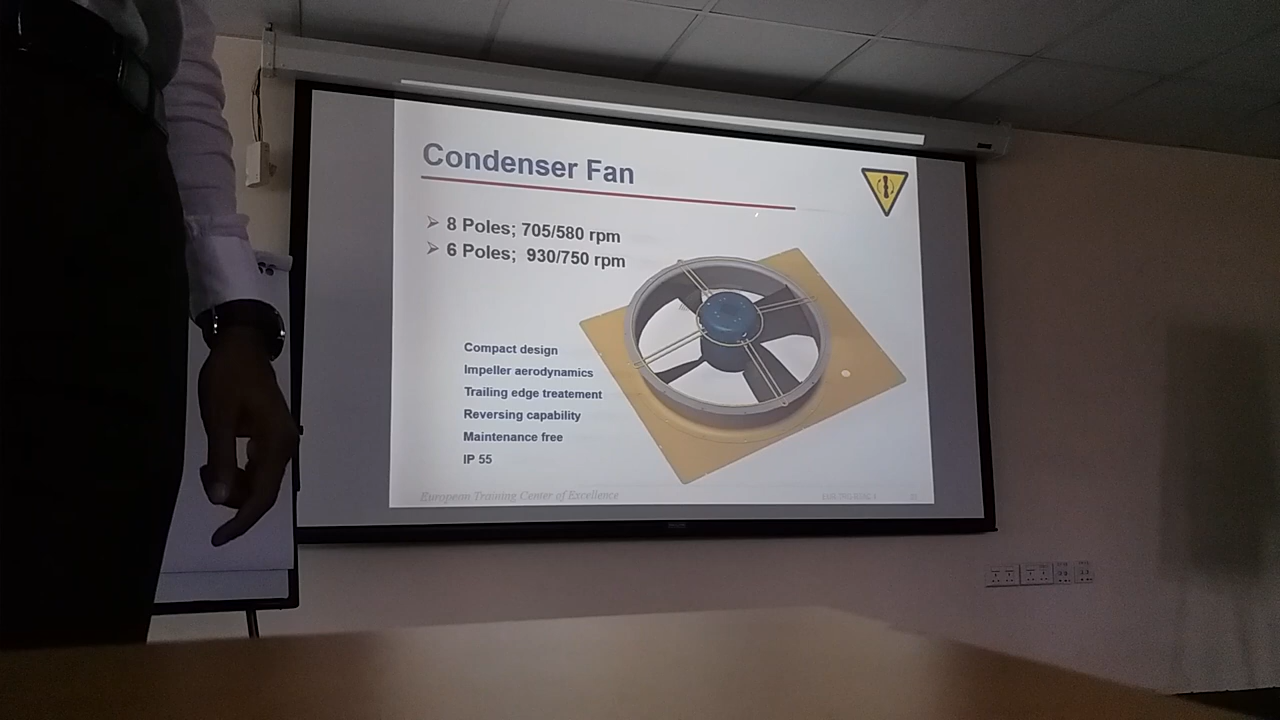 Condenser Fan
8 Poles; 705/580 rpm
6 Poles; 930/750 rpm
Compact design
Impeller aerodynamics
Trailing edge treatement
Reversing capability
Maintenance free
IP 55
European Training Center of Excellence